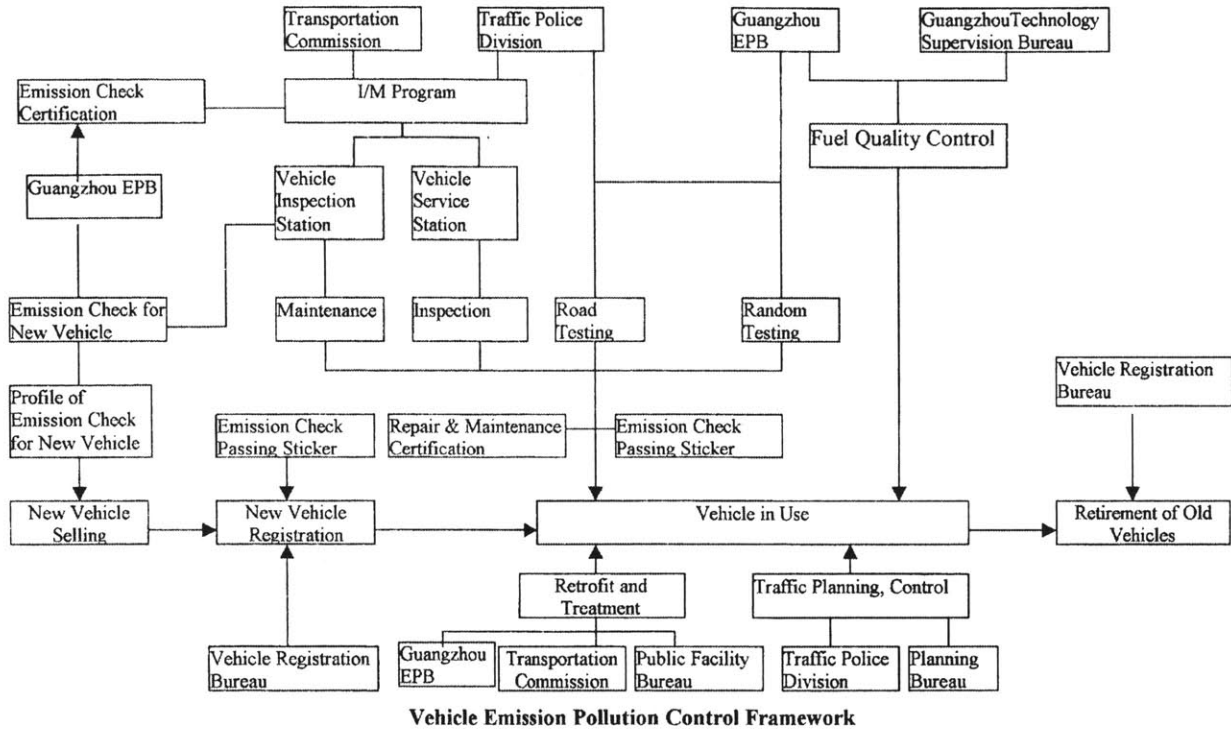 Transportation
Commission
Traffic Police
Division
Guangzhou
EPB
GuangzhouTechnology
Supervision Bureau
Emission Check
Certification
I/M Program
Fuel Quality Control
Guangzhou EPB
Vehicle
Inspection
Station
Vehicle
Service
Station
Emission Check for
New Vehicle
Maintenance
Inspection
Road
Testing
Random
Testing
Vehicle Registration
Bureau
Profile of
Emission Check
for New Vehicle
Emission Check
Passing Sticker
Repair & Maintenance
Certification
Emission Check
Passing Sticker
New Vehicle
Selling
New Vehicle
Registration
Vehicle in Use
Retirement of Old
Vehicles
Retrofit and
Treatment
Traffic Planning, Control
Vehicle Registration
Bureau
Guangzhou
EPB
Transportation
Commission
Public Facility
Bureau
Traffic Police
Division
Planning
Bureau
Vehicle Emission Pollution Control Framework